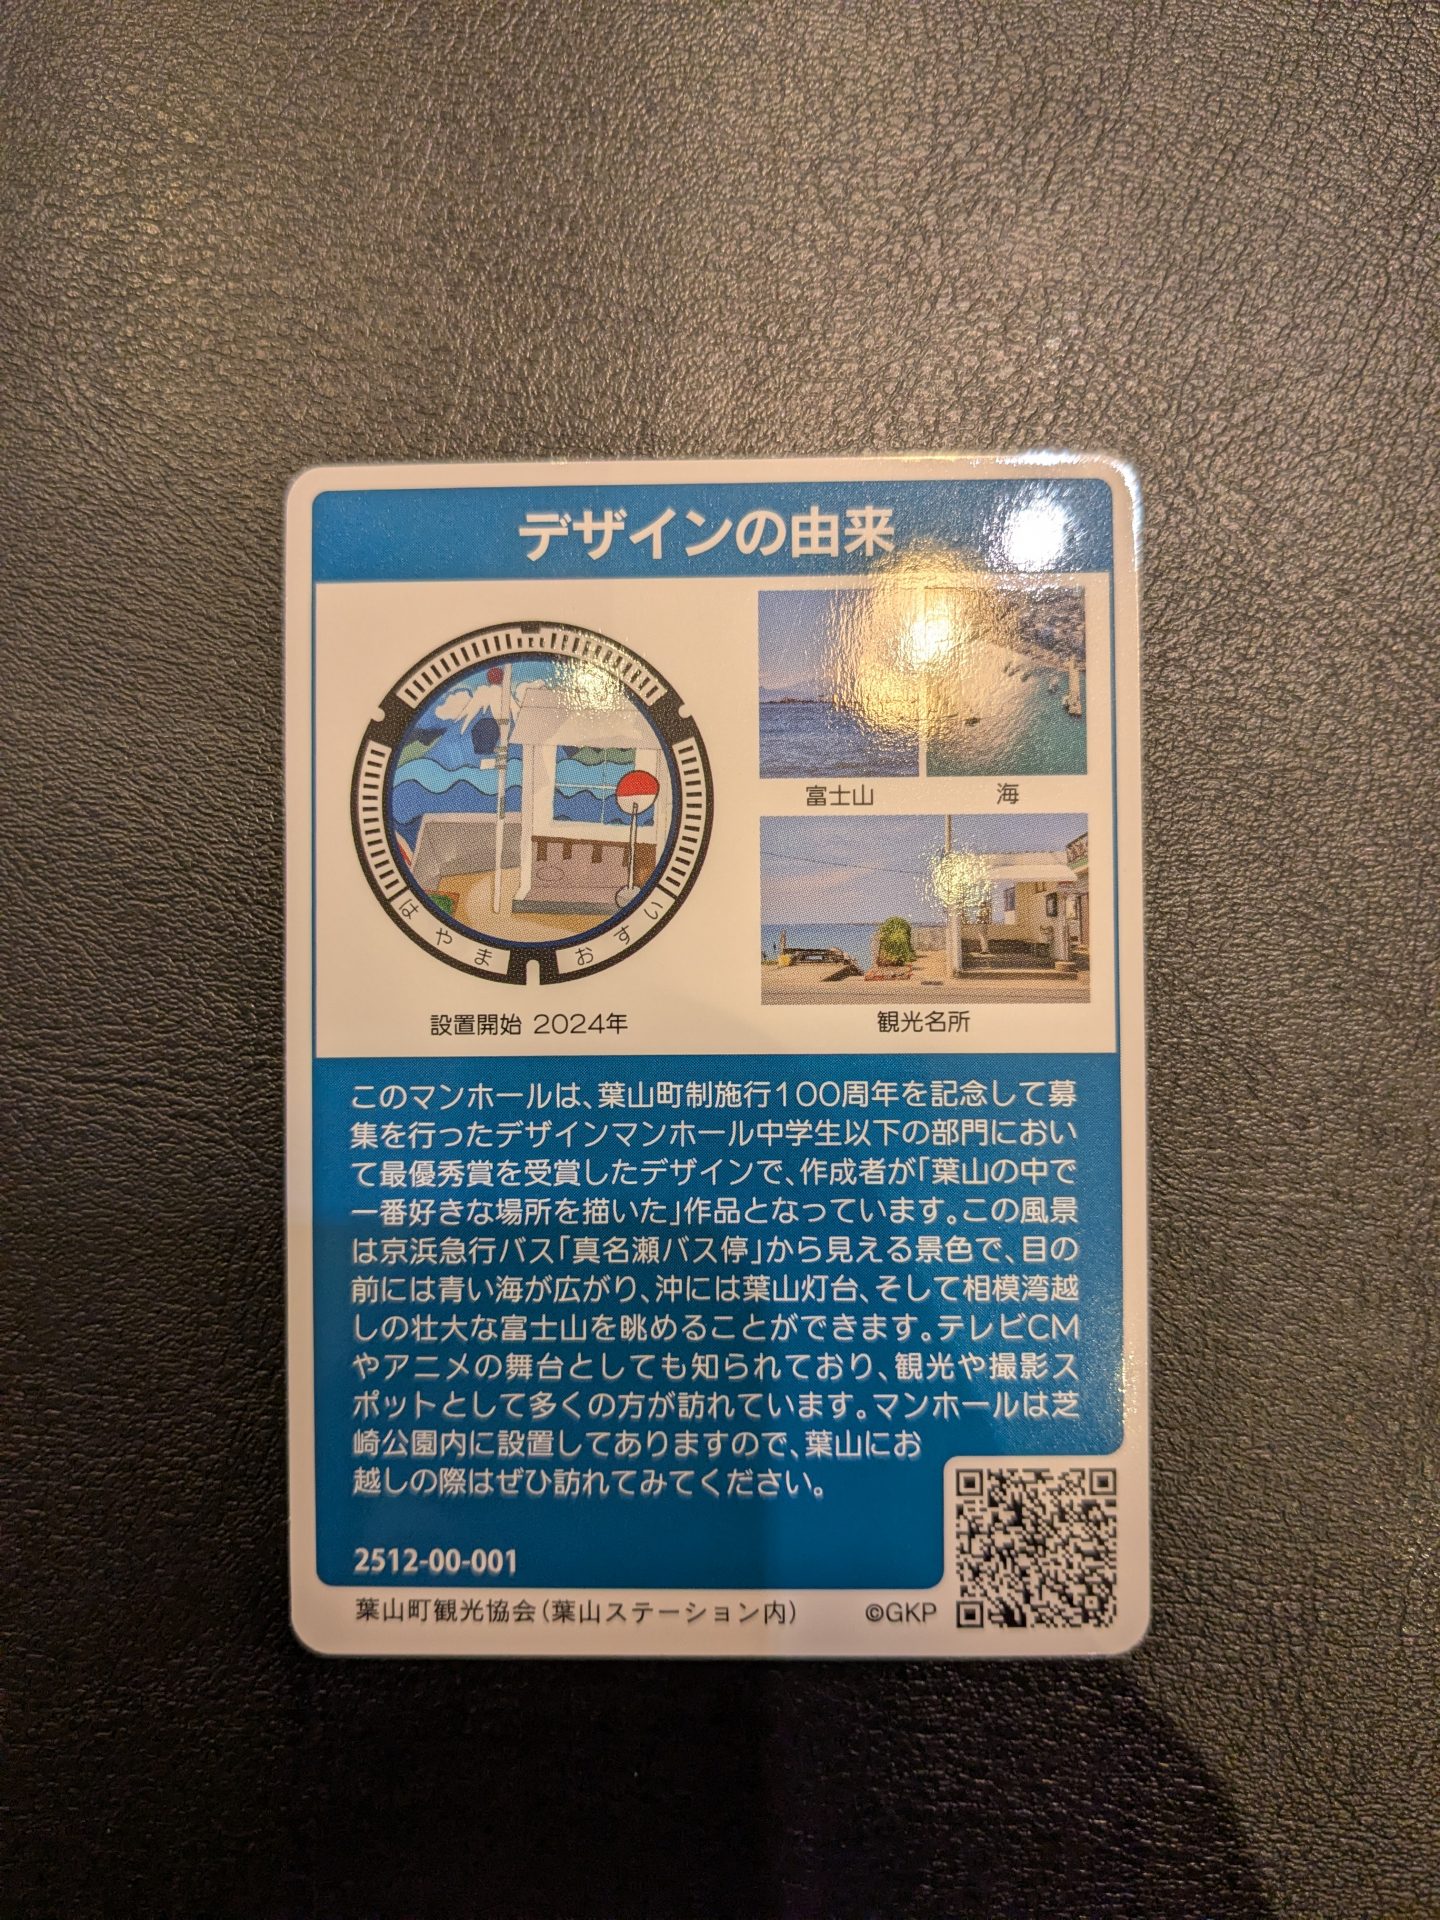 デザインの由来
はやま おすい
設置開始 2024年
富士山
海
観光名所
このマンホールは、葉山町制施行100周年を記念して募
集を行ったデザインマンホール中学生以下の部門におい
て最優秀賞を受賞したデザインで、作成者が「葉山の中で
一番好きな場所を描いた」作品となっています。この風景
は京浜急行バス「真名瀬バス停」から見える景色で、目の
前には青い海が広がり、沖には葉山灯台、そして相模湾越
しの壮大な富士山を眺めることができます。テレビCM
やアニメの舞台としても知られており、観光や撮影ス
ポットとして多くの方が訪れています。マンホールは芝
崎公園内に設置してありますので、葉山にお
越しの際はぜひ訪れてみてください。
2512-00-001
葉山町観光協会（葉山ステーション内）
©GKP